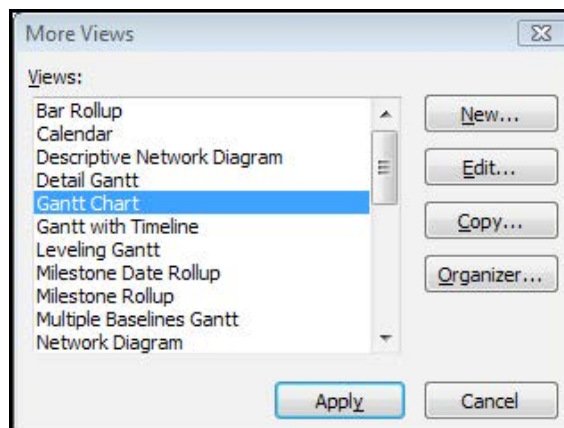 More Views
Views:
Bar Rollup
Calendar
Descriptive Network Diagram
Detail Gantt
Gantt Chart
Gantt with Timeline
Leveling Gantt
Milestone Date Rollup
Milestone Rollup
Multiple Baselines Gantt
Network Diagram
New...
Edit...
Copy...
Organizer...
Apply
Cancel